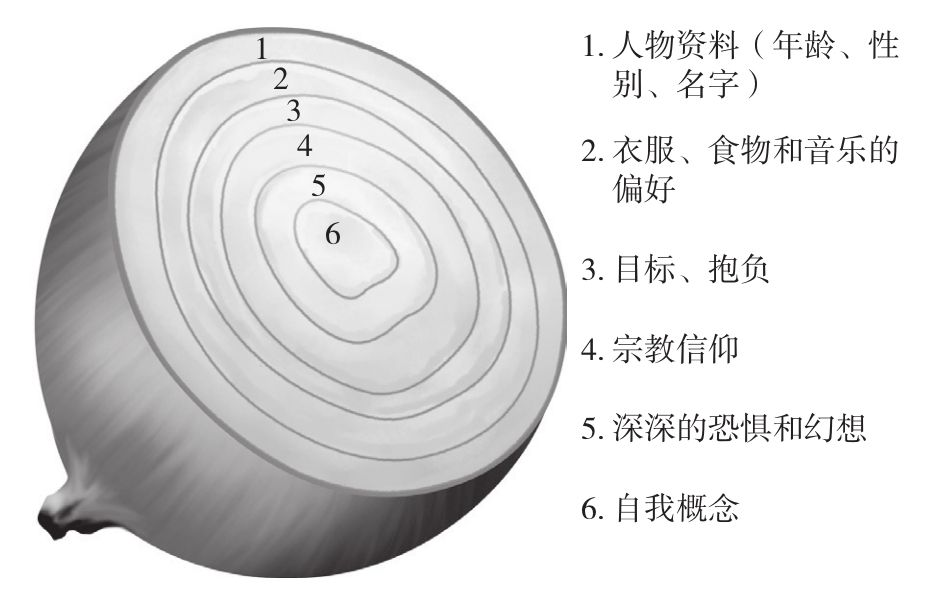 1
2
3
4
5
6
1. 人物资料（年龄、性
别、名字）
2. 衣服、食物和音乐的
偏好
3. 目标、抱负
4. 宗教信仰
5. 深深的恐惧和幻想
6. 自我概念